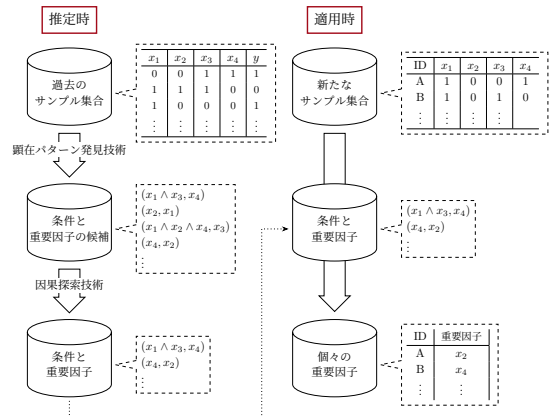 推定時
過去の
サンプル集合
x₁ x₂ x₃ x₄ y
0 0 1 1 1
1 1 1 0 0
1 0 0 0 1
⋮ ⋮ ⋮ ⋮ ⋮
顕在パターン発見技術
条件と
重要因子の候補
(x₁ ∧ x₃, x₄)
(x₂, x₁)
(x₁ ∧ x₂ ∧ x₄, x₃)
(x₄, x₂)
⋮
因果探索技術
条件と
重要因子
(x₁ ∧ x₃, x₄)
(x₄, x₂)
⋮
適用時
新たな
サンプル集合
ID x₁ x₂ x₃ x₄
A 1 0 0 1
B 1 0 1 0
⋮ ⋮ ⋮ ⋮ ⋮
条件と
重要因子
(x₁ ∧ x₃, x₄)
(x₄, x₂)
⋮
個々の
重要因子
ID 重要因子
A x₂
B x₄
⋮ ⋮